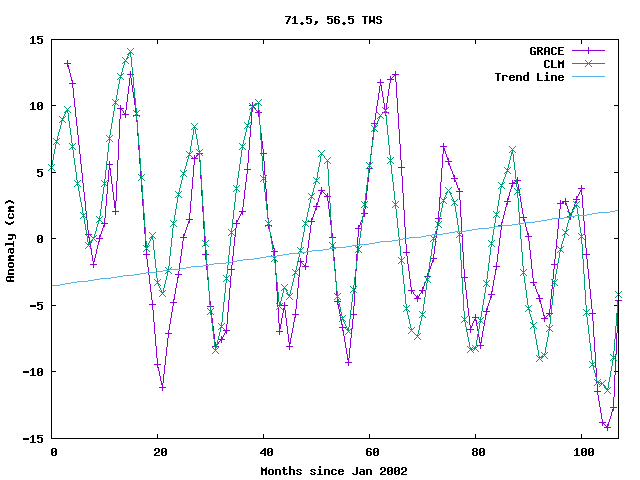 71.5, 56.5 TWS
GRACE
CLM
Trend Line
15
10
5
0
-5
-10
-15
Anomaly (cm)
0 20 40 60 80 100
Months since Jan 2002